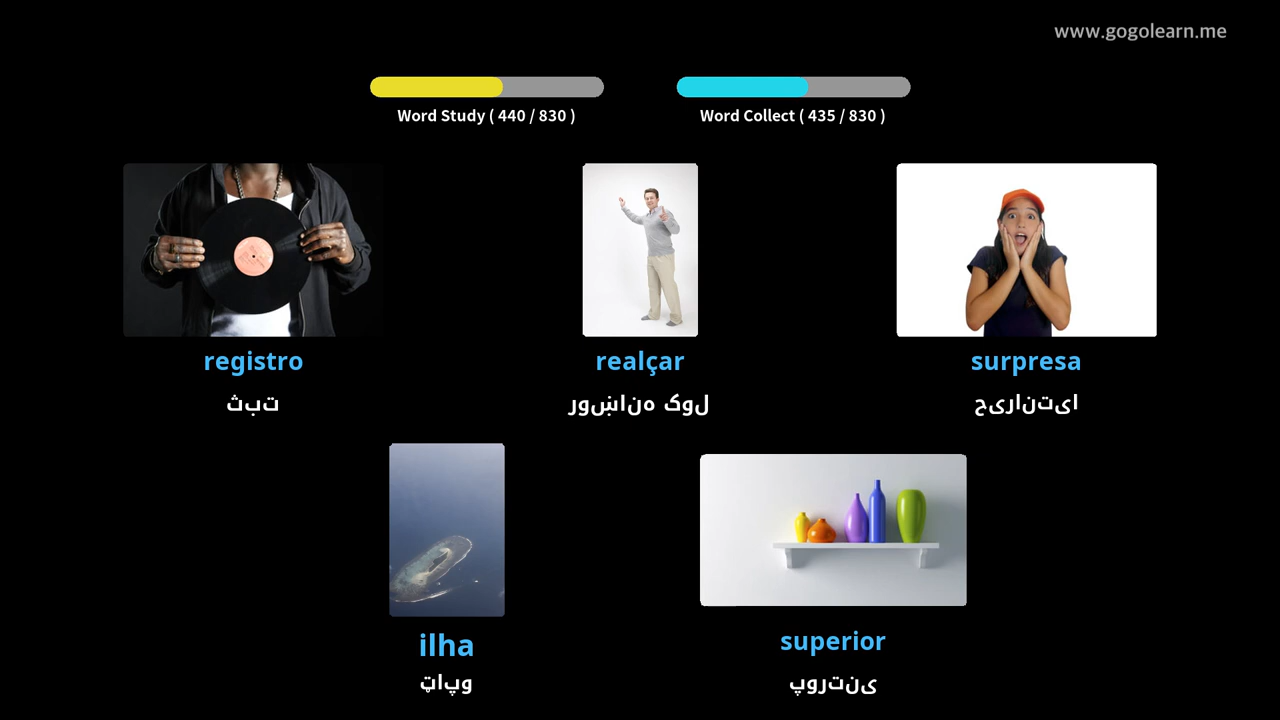 www.gogolearn.me
Word Study ( 440 / 830 )
Word Collect ( 435 / 830 )
registro
ثبت
realçar
روښانه کول
surpresa
حیرانتیا
ilha
ټاپو
superior
پورتنی